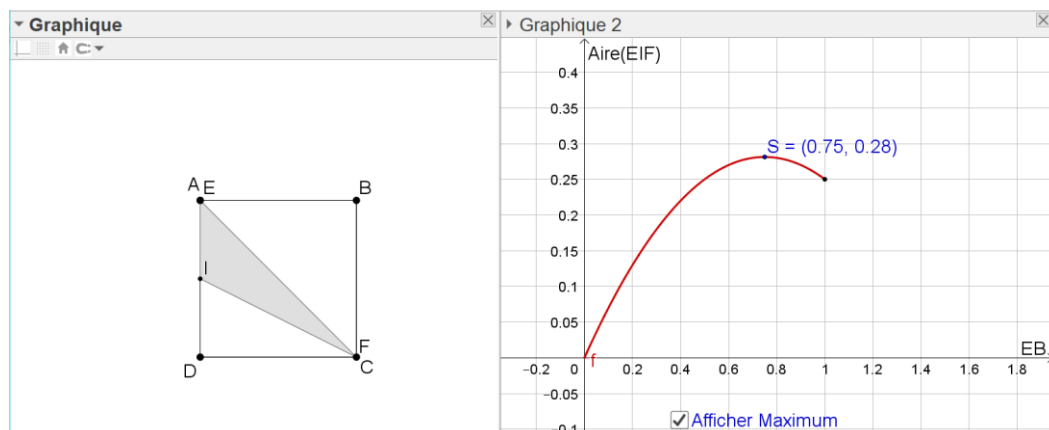 Graphique
A E
B
I
F
D
C
Graphique 2
Aire(EIF)
0.4
0.35
0.3
S = (0.75, 0.28)
0.25
0.2
0.15
0.1
0.05
f
EB
−0.2
0
0.2
0.4
0.6
0.8
1
1.2
1.4
1.6
1.8
−0.05
Afficher Maximum
−0.1